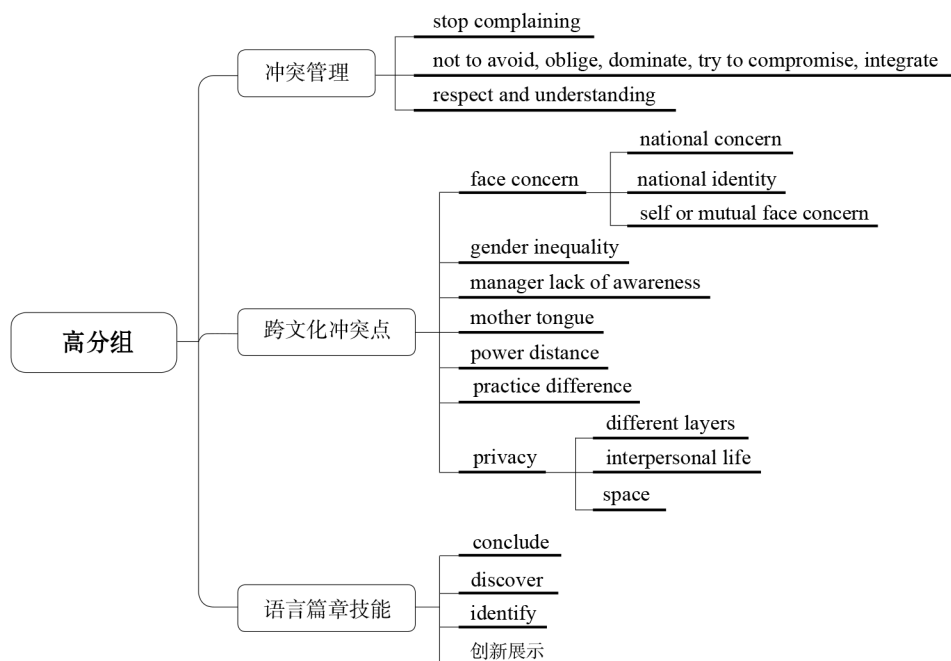 高分组
冲突管理
stop complaining
not to avoid, oblige, dominate, try to compromise, integrate
respect and understanding
跨文化冲突点
face concern
national concern
national identity
self or mutual face concern
gender inequality
manager lack of awareness
mother tongue
power distance
practice difference
privacy
different layers
interpersonal life
space
语言篇章技能
conclude
discover
identify
创新展示